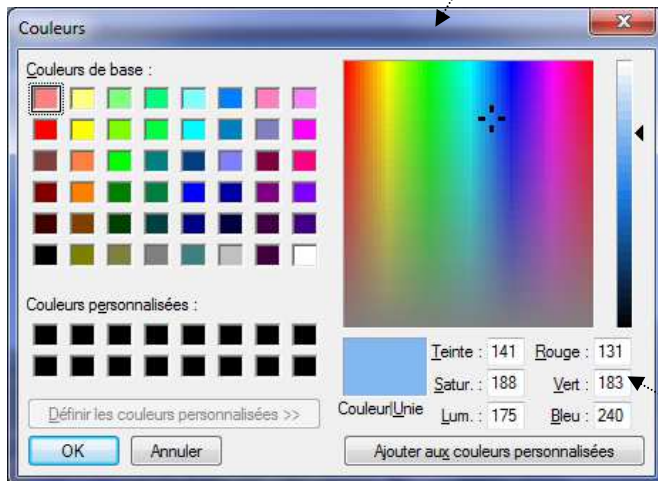 Couleurs
Couleurs de base :
Couleurs personnalisées :
Définir les couleurs personnalisées >>
OK
Annuler
Couleur|Unie
Teinte : 141
Rouge : 131
Satur. : 188
Vert : 183
Lum. : 175
Bleu : 240
Ajouter aux couleurs personnalisées